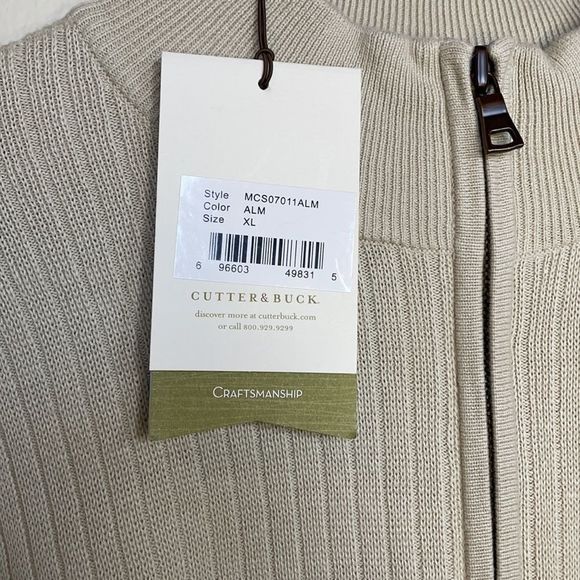 Style MCS07011ALM
Color ALM
Size XL
6 96603 49831 5
CUTTER & BUCK.
discover more at cutterbuck.com
or call 800.929.9299
CRAFTSMANSHIP